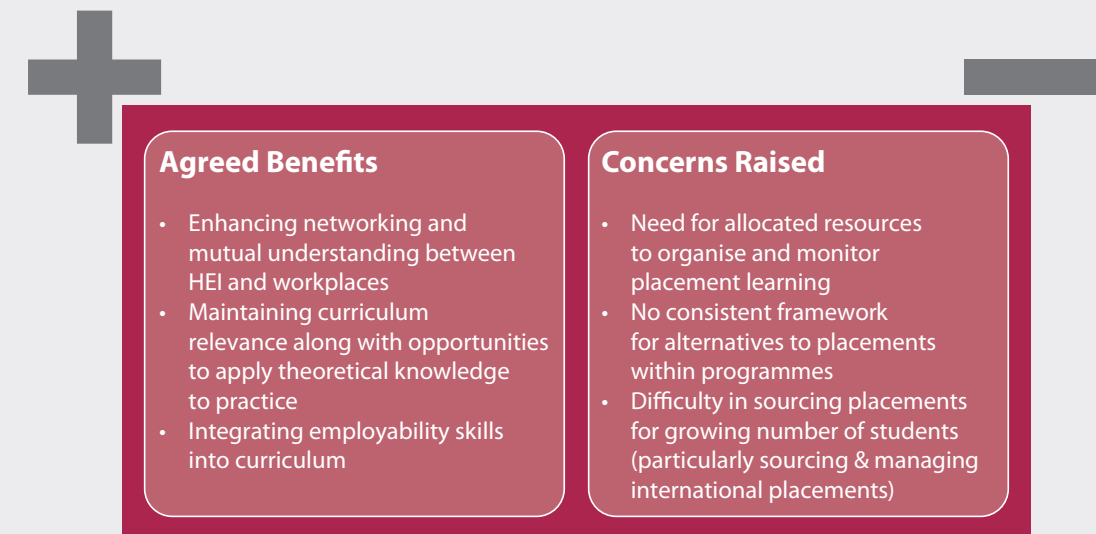 Agreed Benefits
• Enhancing networking and
mutual understanding between
HEI and workplaces
• Maintaining curriculum
relevance along with opportunities
to apply theoretical knowledge
to practice
• Integrating employability skills
into curriculum
Concerns Raised
• Need for allocated resources
to organise and monitor
placement learning
• No consistent framework
for alternatives to placements
within programmes
• Difficulty in sourcing placements
for growing number of students
(particularly sourcing & managing
international placements)